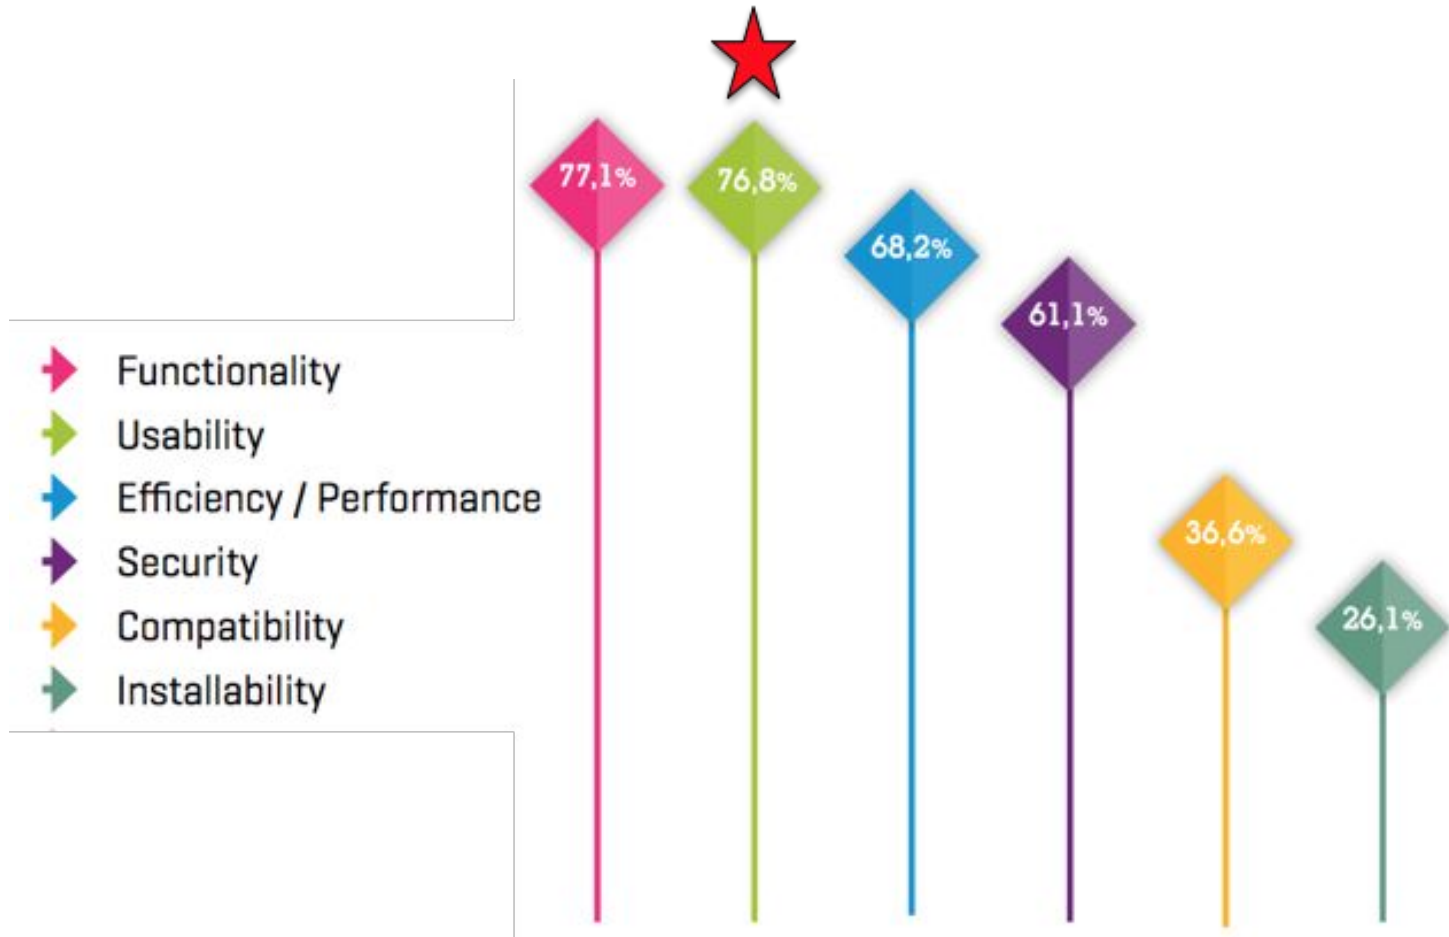 77,1%
76,8%
68,2%
61,1%
36,6%
26,1%
Functionality
Usability
Efficiency / Performance
Security
Compatibility
Installability